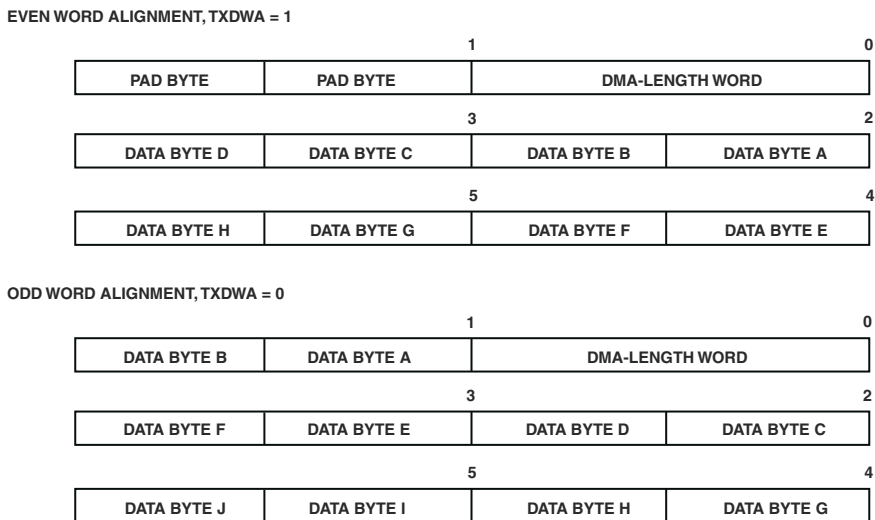 EVEN WORD ALIGNMENT, TXDWA = 1
1 0
PAD BYTE PAD BYTE DMA-LENGTH WORD
3 2
DATA BYTE D DATA BYTE C DATA BYTE B DATA BYTE A
5 4
DATA BYTE H DATA BYTE G DATA BYTE F DATA BYTE E
ODD WORD ALIGNMENT, TXDWA = 0
1 0
DATA BYTE B DATA BYTE A DMA-LENGTH WORD
3 2
DATA BYTE F DATA BYTE E DATA BYTE D DATA BYTE C
5 4
DATA BYTE J DATA BYTE I DATA BYTE H DATA BYTE G